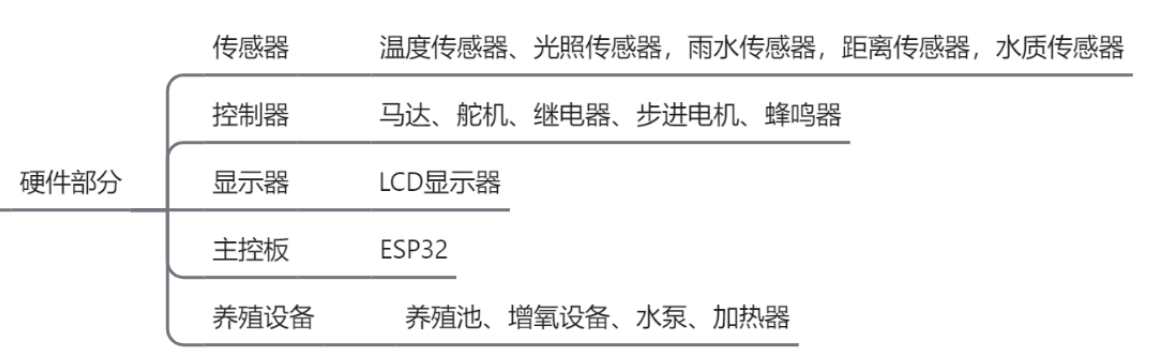 传感器 温度传感器、光照传感器，雨水传感器，距离传感器，水质传感器
控制器 马达、舵机、继电器、步进电机、蜂鸣器
硬件部分 显示器 LCD显示器
主控板 ESP32
养殖设备 养殖池、增氧设备、水泵、加热器